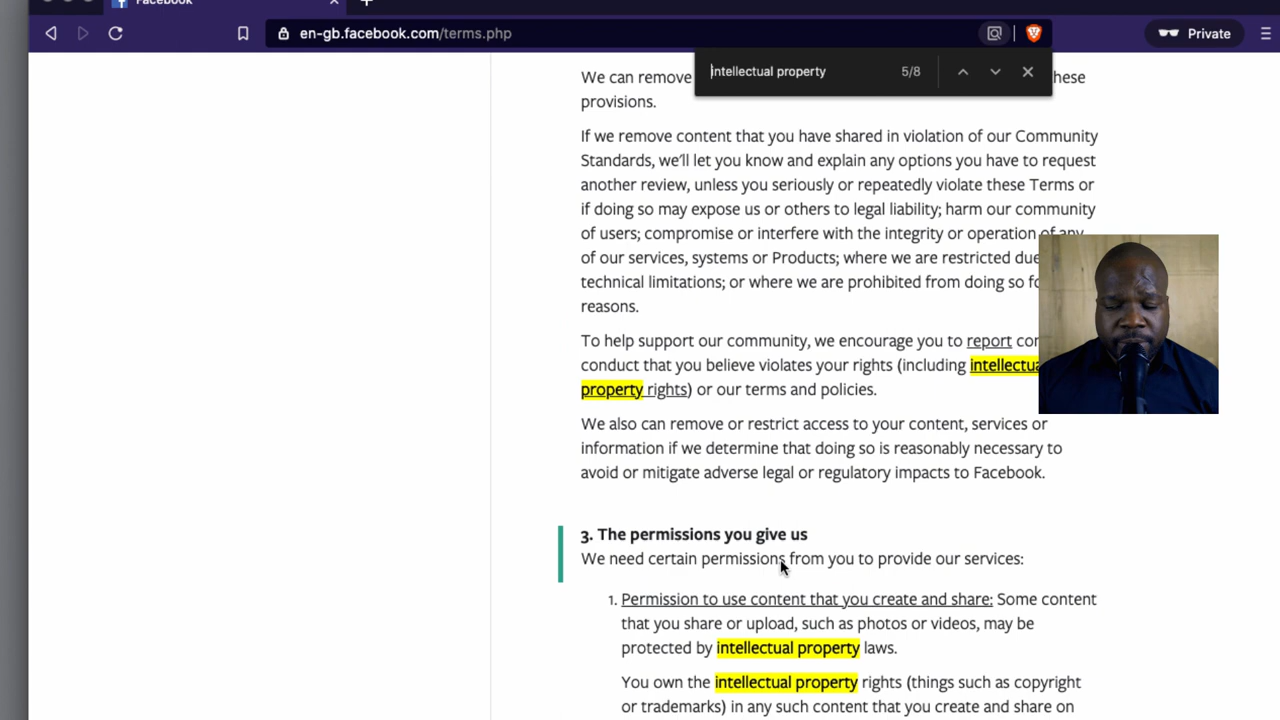 Facebook
en-gb.facebook.com/terms.php
Private
intellectual property 5/8
We can remove hese
provisions.
If we remove content that you have shared in violation of our Community
Standards, we'll let you know and explain any options you have to request
another review, unless you seriously or repeatedly violate these Terms or
if doing so may expose us or others to legal liability; harm our community
of users; compromise or interfere with the integrity or operation of any
of our services, systems or Products; where we are restricted due
technical limitations; or where we are prohibited from doing so
reasons.
To help support our community, we encourage you to report
conduct that you believe violates your rights (including intellectua
property rights) or our terms and policies.
We also can remove or restrict access to your content, services or
information if we determine that doing so is reasonably necessary to
avoid or mitigate adverse legal or regulatory impacts to Facebook.
3. The permissions you give us
We need certain permissions from you to provide our services:
1. Permission to use content that you create and share: Some content
that you share or upload, such as photos or videos, may be
protected by intellectual property laws.
You own the intellectual property rights (things such as copyright
or trademarks) in any such content that you create and share on